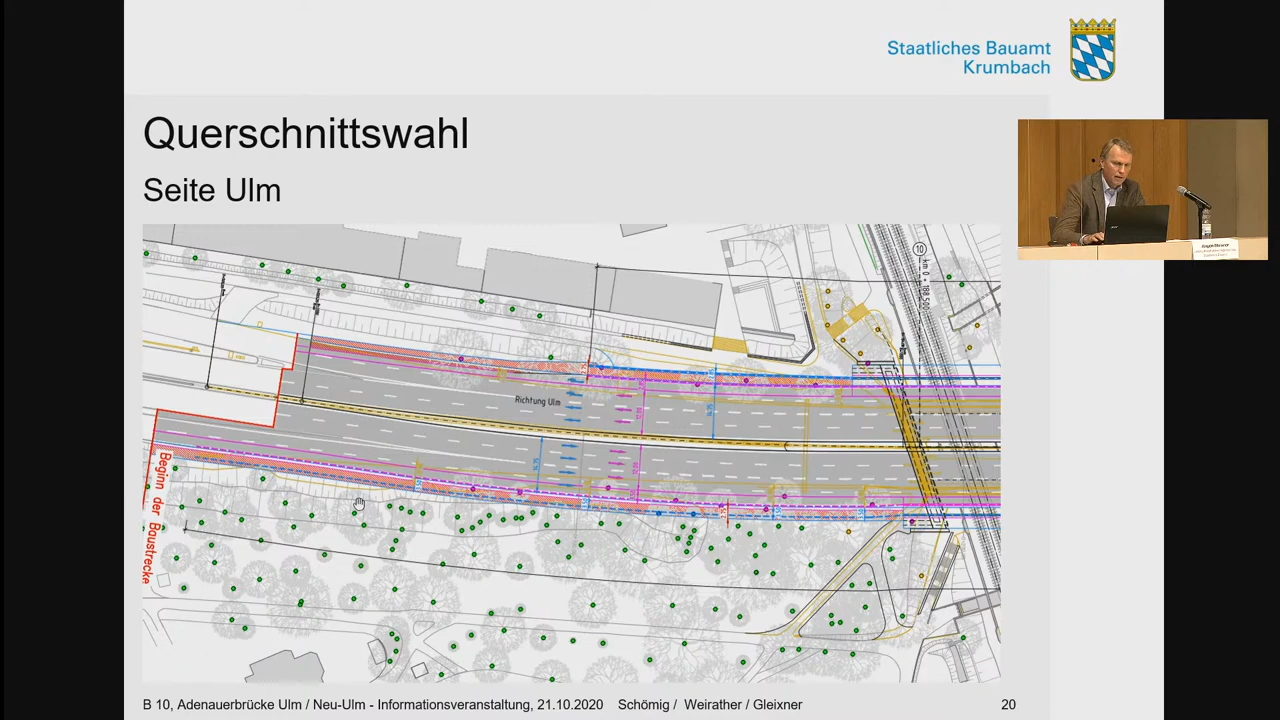 Staatliches Bauamt
Krumbach
Querschnittswahl
Seite Ulm
10
Richtung Ulm
Beginn der Baustrecke
B 10, Adenauerbrücke Ulm / Neu-Ulm - Informationsveranstaltung, 21.10.2020 Schömig / Weirather / Gleixner
20